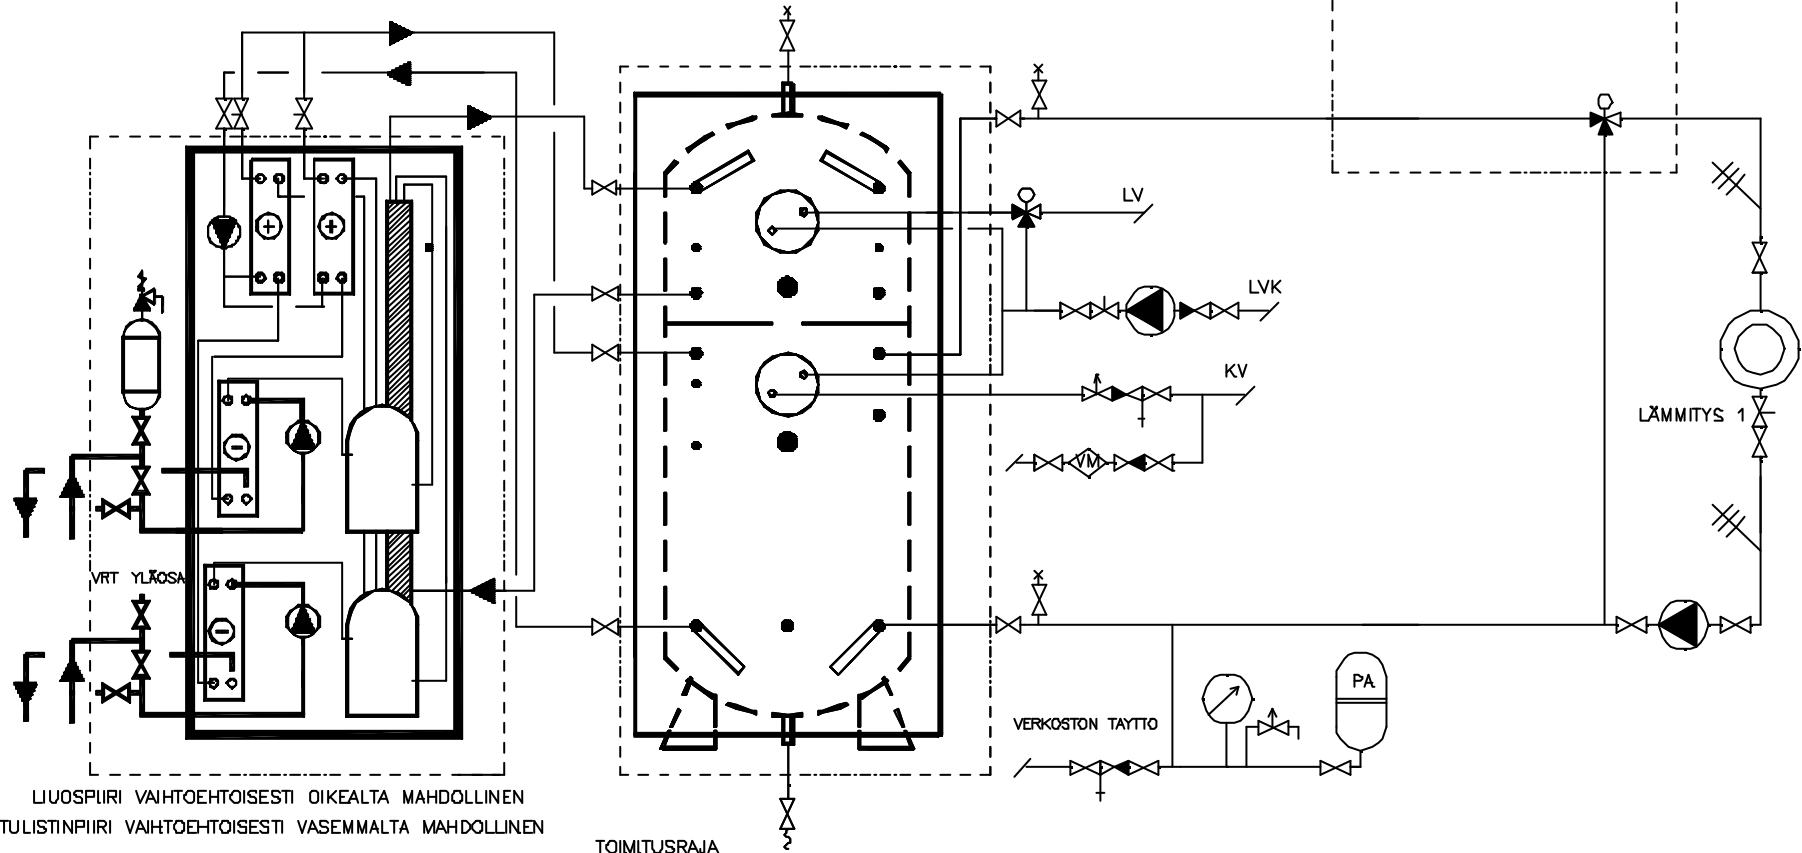 LV
LVK
KV
LÄMMITYS 1
VM
VRT YLÄOSA
PA
VERKOSTON TAYTTO
LIUOSPIIRI VAIHTOEHTOISESTI OIKEALTA MAHDOLLINEN
TULISTINPIIRI VAIHTOEHTOISESTI VASEMMALTA MAHDOLLINEN
TOIMITUSRAJA